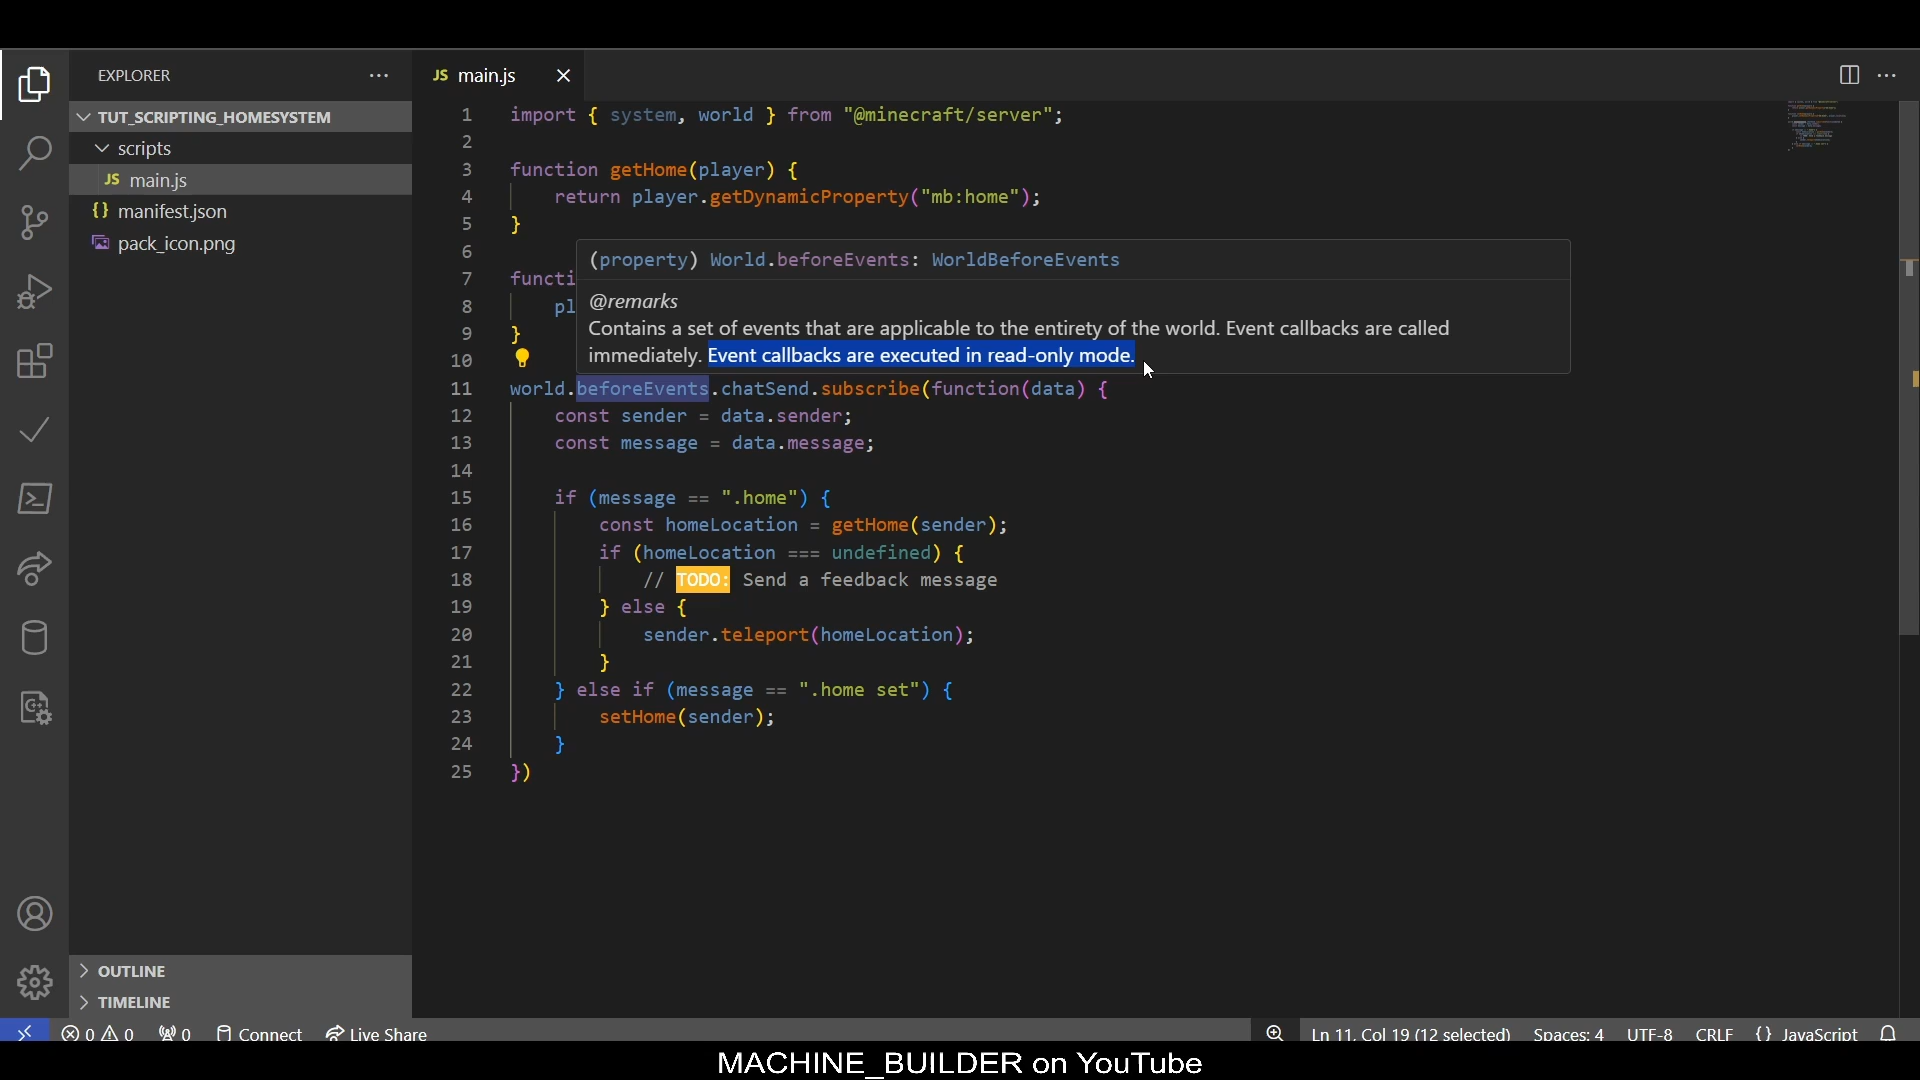 EXPLORER
TUT_SCRIPTING_HOMESYSTEM
scripts
JS main.js
{} manifest.json
pack_icon.png
OUTLINE
TIMELINE
JS main.js
1 import { system, world } from "@minecraft/server";
2
3 function getHome(player) {
4 return player.getDynamicProperty("mb:home");
5 }
6
7 functi
8 pl
9 }
10
(property) World.beforeEvents: WorldBeforeEvents
@remarks
Contains a set of events that are applicable to the entirety of the world. Event callbacks are called
immediately. Event callbacks are executed in read-only mode.
11 world.beforeEvents.chatSend.subscribe(function(data) {
12 const sender = data.sender;
13 const message = data.message;
14
15 if (message == ".home") {
16 const homeLocation = getHome(sender);
17 if (homeLocation === undefined) {
18 // TODO: Send a feedback message
19 } else {
20 sender.teleport(homeLocation);
21 }
22 } else if (message == ".home set") {
23 setHome(sender);
24 }
25 })
0 0 0 Connect Live Share Ln 11, Col 19 (12 selected) Spaces: 4 UTF-8 CRLF {} JavaScript
MACHINE_BUILDER on YouTube